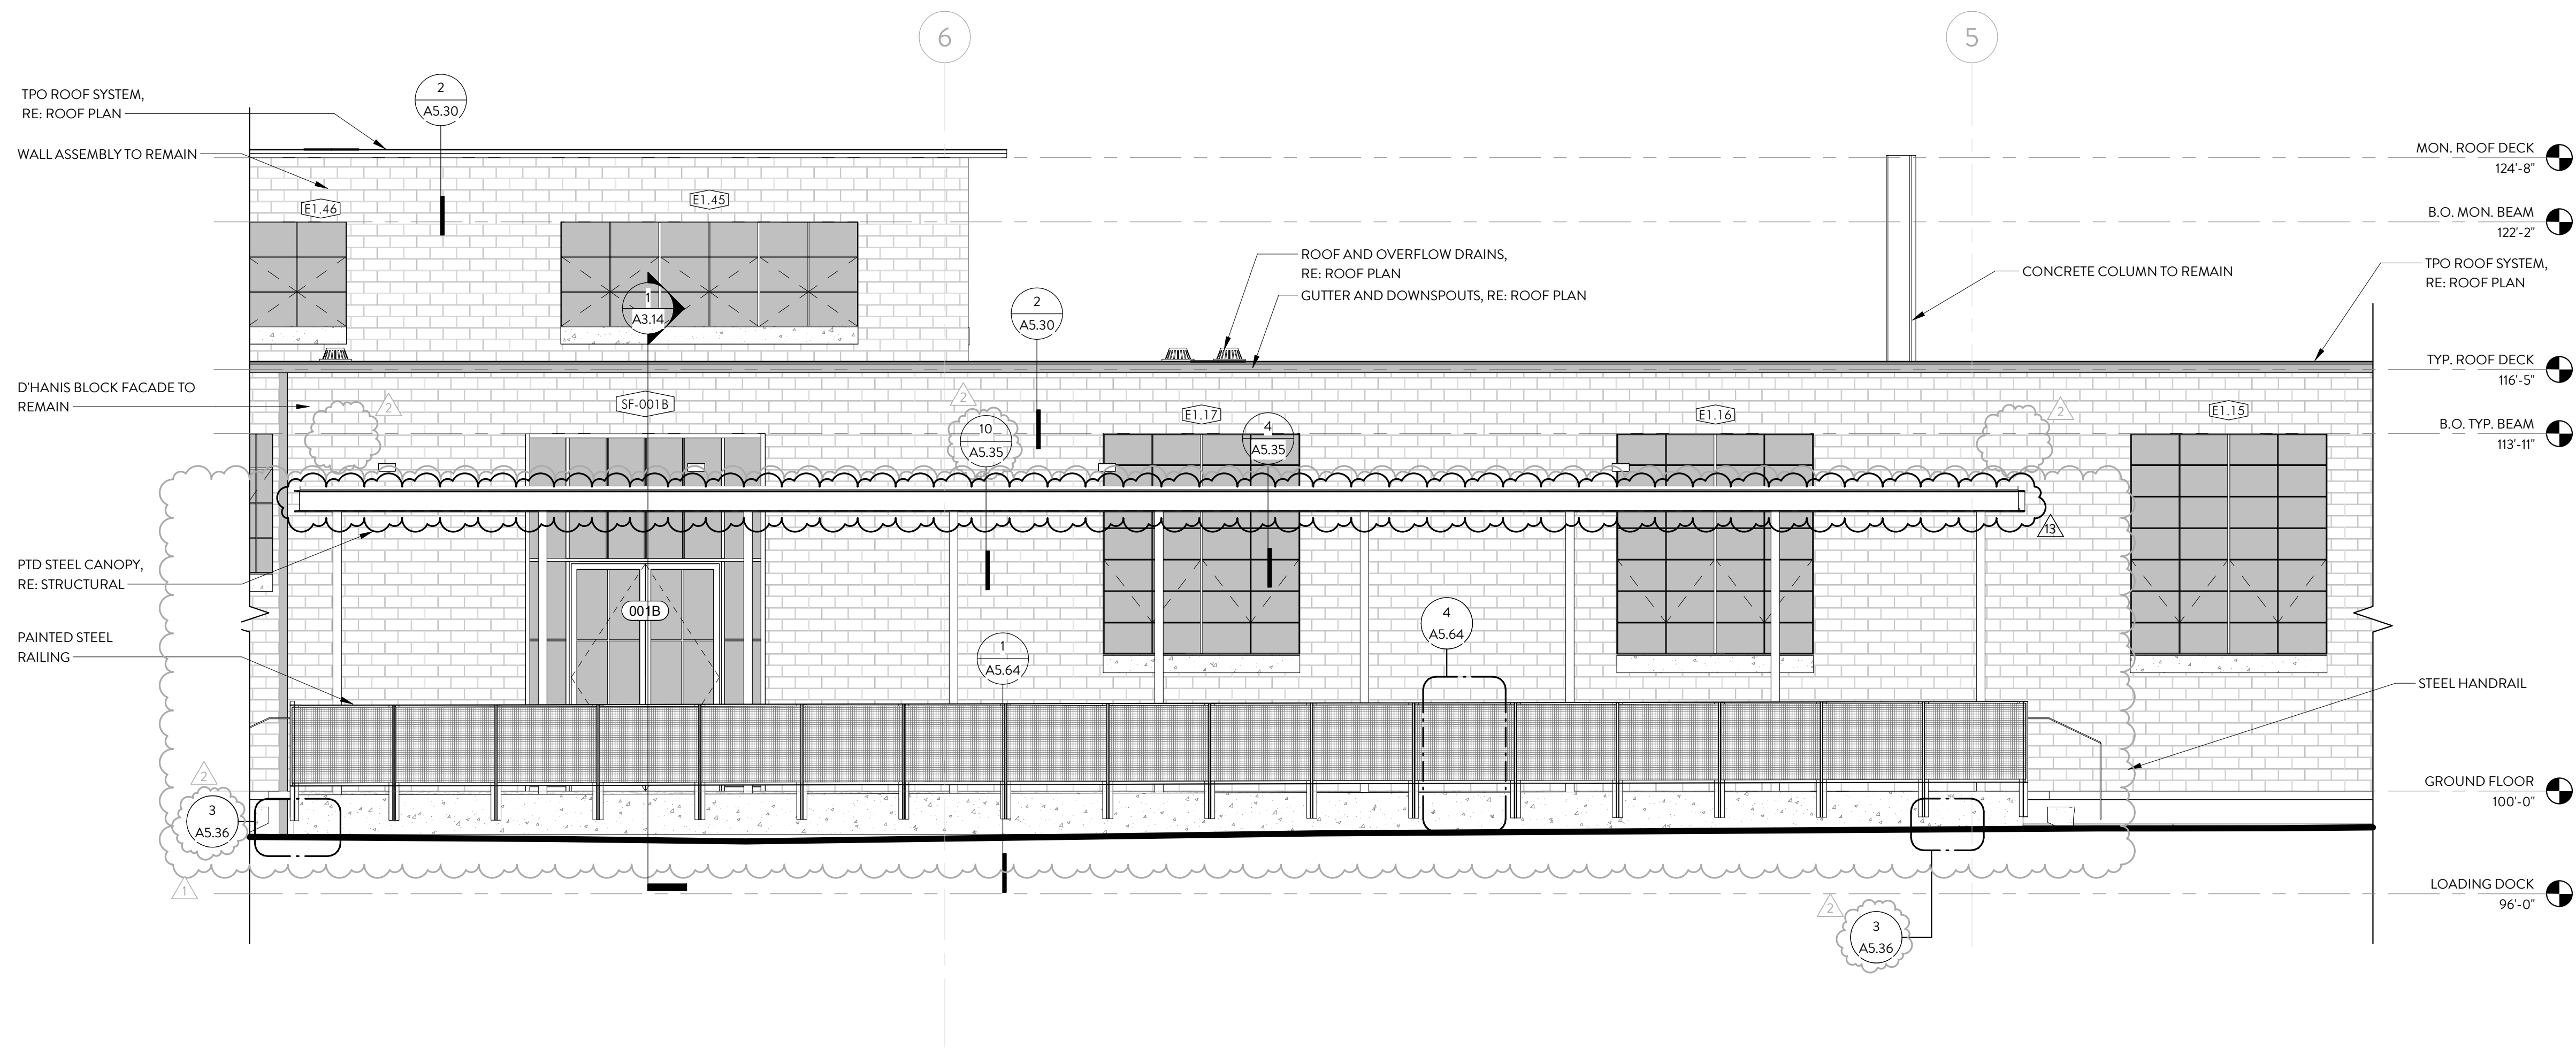 6
5
2
A5.30
TPO ROOF SYSTEM,
RE: ROOF PLAN
WALL ASSEMBLY TO REMAIN
MON. ROOF DECK
124'-8"
E1.46
E1.45
B.O. MON. BEAM
122'-2"
ROOF AND OVERFLOW DRAINS,
RE: ROOF PLAN
GUTTER AND DOWNSPOUTS, RE: ROOF PLAN
CONCRETE COLUMN TO REMAIN
TPO ROOF SYSTEM,
RE: ROOF PLAN
1
A3.14
2
A5.30
TYP. ROOF DECK
116'-5"
D'HANIS BLOCK FACADE TO
REMAIN
2
SF-001B
2
E1.17
E1.16
2
E1.15
10
A5.35
4
A5.35
B.O. TYP. BEAM
113'-11"
13
PTD STEEL CANOPY,
RE: STRUCTURAL
001B
4
A5.64
PAINTED STEEL
RAILING
1
A5.64
STEEL HANDRAIL
2
3
A5.36
GROUND FLOOR
100'-0"
1
LOADING DOCK
96'-0"
2
3
A5.36